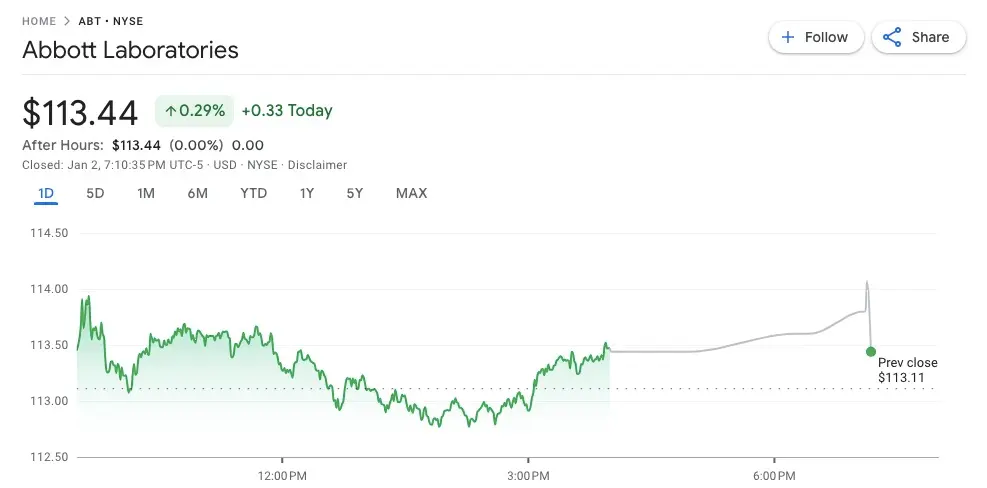 HOME > ABT • NYSE
Abbott Laboratories
+ Follow
Share
$113.44 ↑0.29% +0.33 Today
After Hours: $113.44 (0.00%) 0.00
Closed: Jan 2, 7:10:35 PM UTC-5 · USD · NYSE · Disclaimer
1D 5D 1M 6M YTD 1Y 5Y MAX
114.50
114.00
113.50
Prev close
$113.11
113.00
112.50
12:00 PM 3:00 PM 6:00 PM